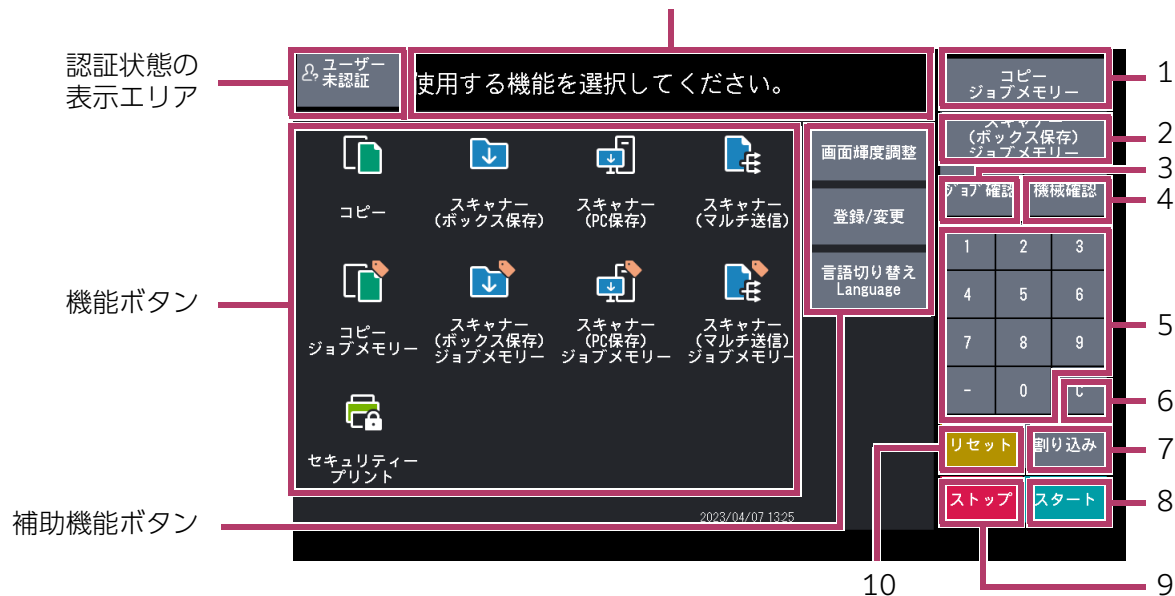 認証状態の
表示エリア
ユーザー
未認証
使用する機能を選択してください。
コピー
ジョブメモリー
1
スキャナー
(ボックス保存)
ジョブメモリー
2
3
ジョブ確認
機械確認
4
コピー
スキャナー
(ボックス保存)
スキャナー
(PC保存)
スキャナー
(マルチ送信)
画面輝度調整
登録/変更
言語切り替え
Language
機能ボタン
コピー
ジョブメモリー
スキャナー
(ボックス保存)
ジョブメモリー
スキャナー
(PC保存)
ジョブメモリー
スキャナー
(マルチ送信)
ジョブメモリー
セキュリティー
プリント
1 2 3
4 5 6
7 8 9
- 0 C
5
6
リセット
割り込み
7
ストップ
スタート
8
補助機能ボタン
2023/04/07 13:25
10
9